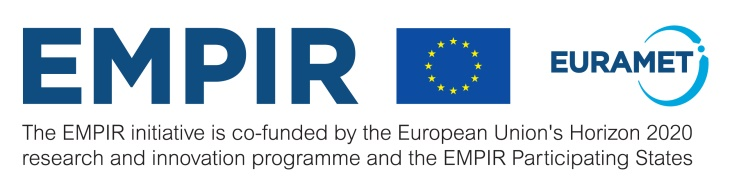 EMPIR
EURAMET
The EMPIR initiative is co-funded by the European Union's Horizon 2020
research and innovation programme and the EMPIR Participating States